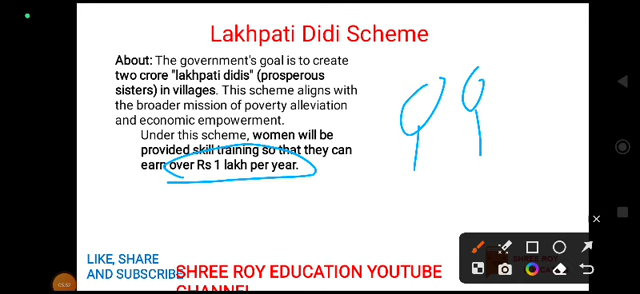 Lakhpati Didi Scheme
About: The government's goal is to create
two crore "lakhpati didis" (prosperous
sisters) in villages. This scheme aligns with
the broader mission of poverty alleviation
and economic empowerment.
Under this scheme, women will be
provided skill training so that they can
earn over Rs 1 lakh per year.
LIKE, SHARE
AND SUBSCRIBE
SHREE ROY EDUCATION YOUTUBE
CHANNEL